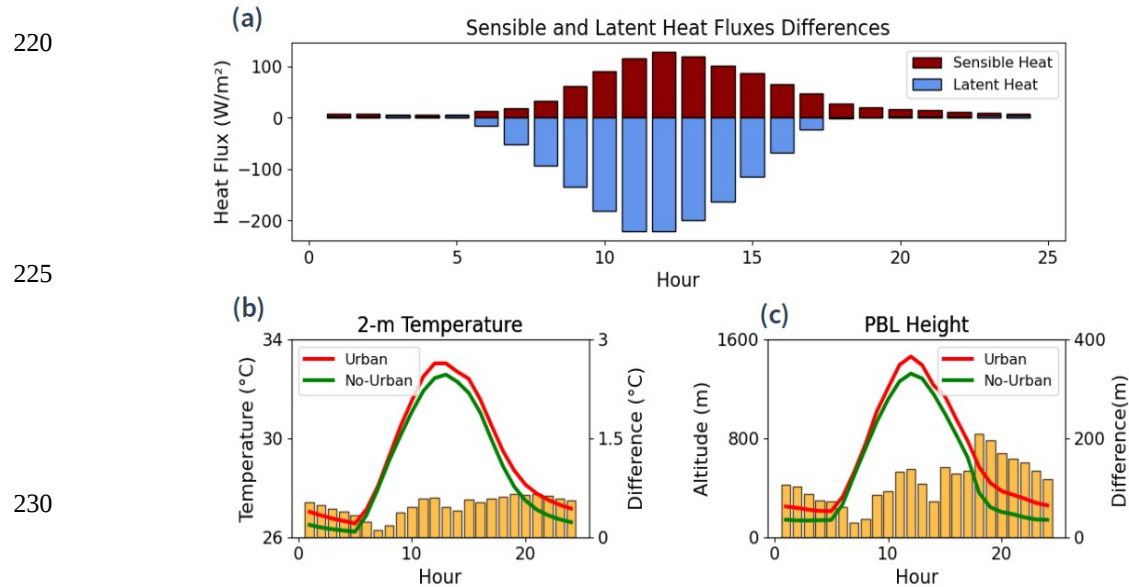 220
225
230
(a)
Sensible and Latent Heat Fluxes Differences
Heat Flux (W/m²)
100
0
−100
−200
Sensible Heat
Latent Heat
0 5 10 15 20 25
Hour
(b)
2-m Temperature
Temperature (°C)
34
30
26
Urban
No-Urban
3
1.5
0
Difference (°C)
0 10 20
Hour
(c)
PBL Height
Altitude (m)
1600
800
0
Urban
No-Urban
400
200
0
Difference(m)
0 10 20
Hour